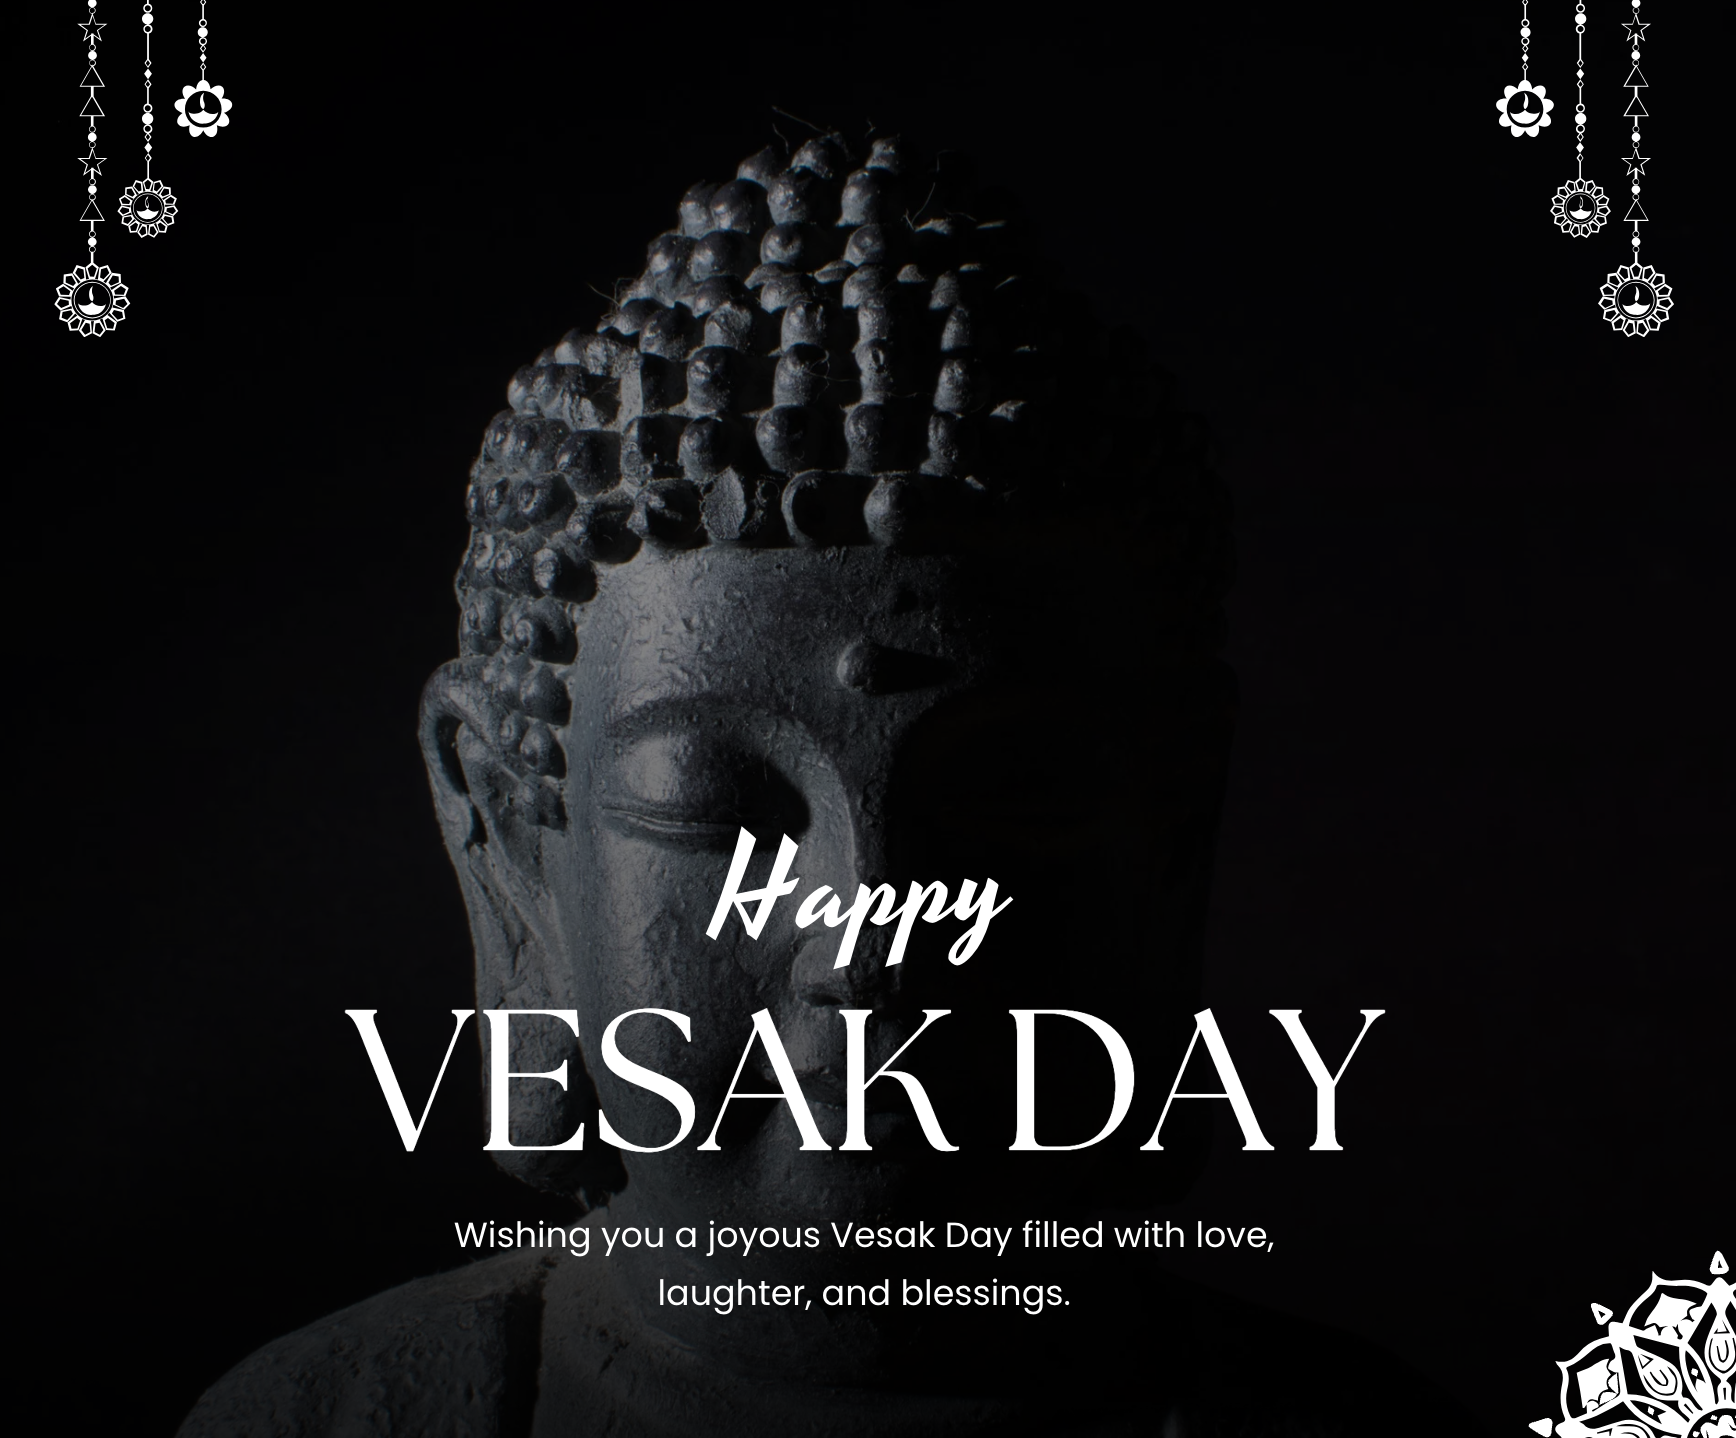 Happy
VESAK DAY
Wishing you a joyous Vesak Day filled with love,
laughter, and blessings.